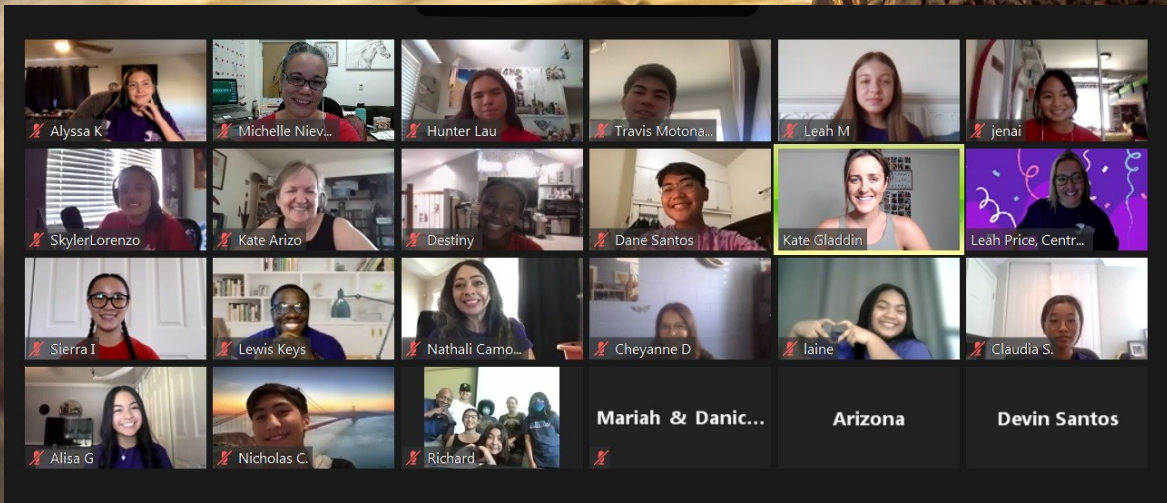 Alyssa K
Michelle Niev...
Hunter Lau
Travis Motona...
Leah M
jenai
SkylerLorenzo
Kate Arizo
Destiny
Dane Santos
Kate Gladdin
Leah Price, Centr...
Sierra I
Lewis Keys
Nathali Camo...
Cheyanne D
laine
Claudia S.
Alisa G
Nicholas C.
Richard
Mariah & Danic...
Arizona
Devin Santos